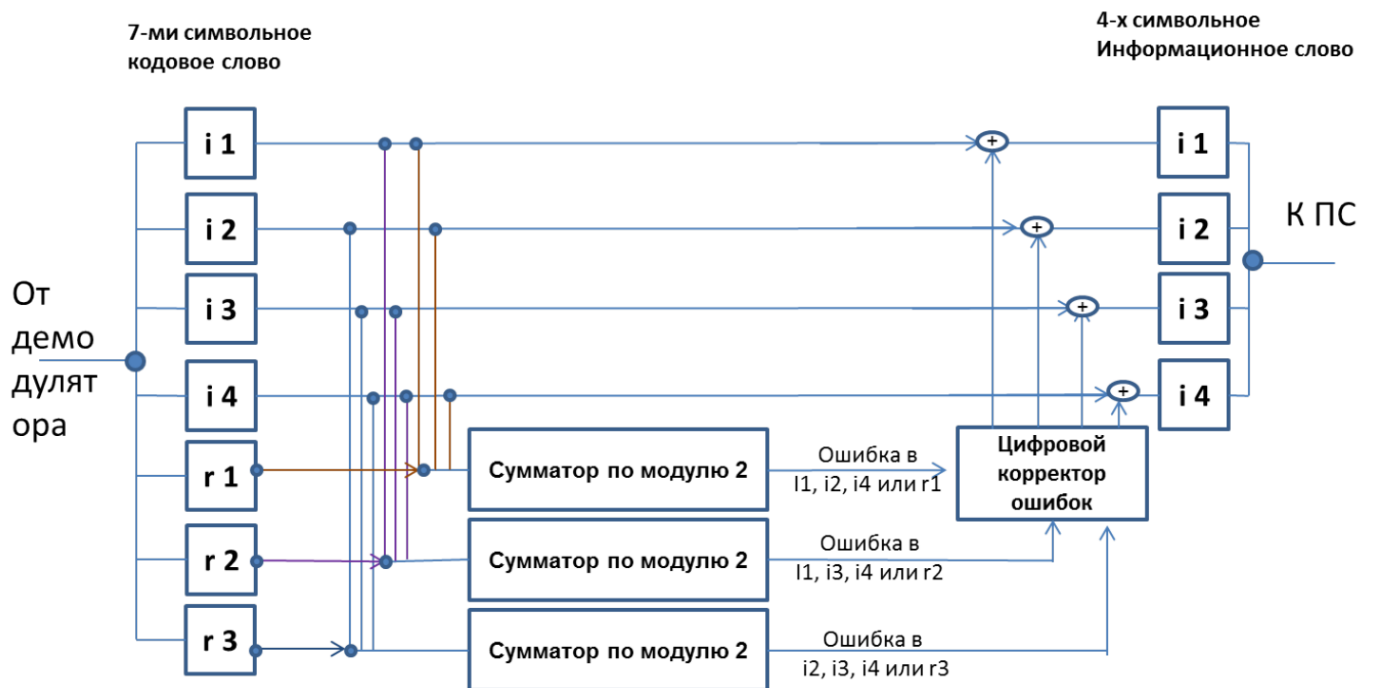 7-ми символьное
кодовое слово
4-х символьное
Информационное слово
i 1
i 2
i 3
i 4
r 1
r 2
r 3
От
демо
дулят
ора
+
+
+
+
i 1
i 2
i 3
i 4
К ПС
Сумматор по модулю 2
Сумматор по модулю 2
Сумматор по модулю 2
Ошибка в
I1, i2, i4 или r1
Ошибка в
I1, i3, i4 или r2
Ошибка в
i2, i3, i4 или r3
Цифровой
корректор
ошибок